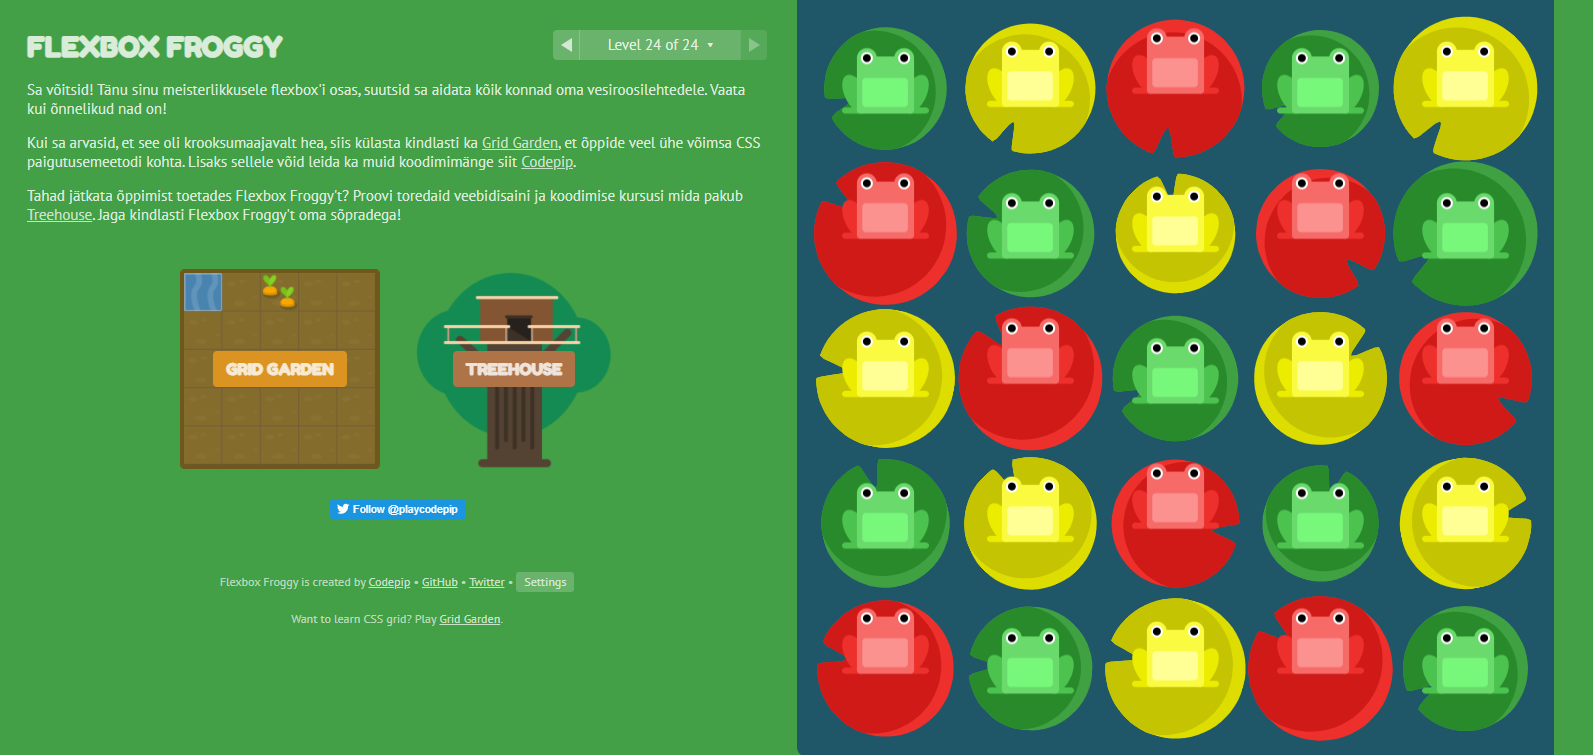 FLEXBOX FROGGY
Level 24 of 24
Sa võitsid! Tänu sinu meisterlikkusele flexbox'i osas, suutsid sa aidata kõik konnad oma vesiroosilehtedele. Vaata
kui õnnelikud nad on!
Kui sa arvasid, et see oli krooksumaajavalt hea, siis külasta kindlasti ka Grid Garden, et õppide veel ühe võimsa CSS
paigutusemeetodi kohta. Lisaks sellele võid leida ka muid koodimimänge siit Codepip.
Tahad jätkata õppimist toetades Flexbox Froggy't? Proovi toredaid veebidisaini ja koodimise kursusi mida pakub
Treehouse. Jaga kindlasti Flexbox Froggy't oma sõpradega!
GRID GARDEN
TREEHOUSE
Follow @playcodepip
Flexbox Froggy is created by Codepip • GitHub • Twitter • Settings
Want to learn CSS grid? Play Grid Garden.